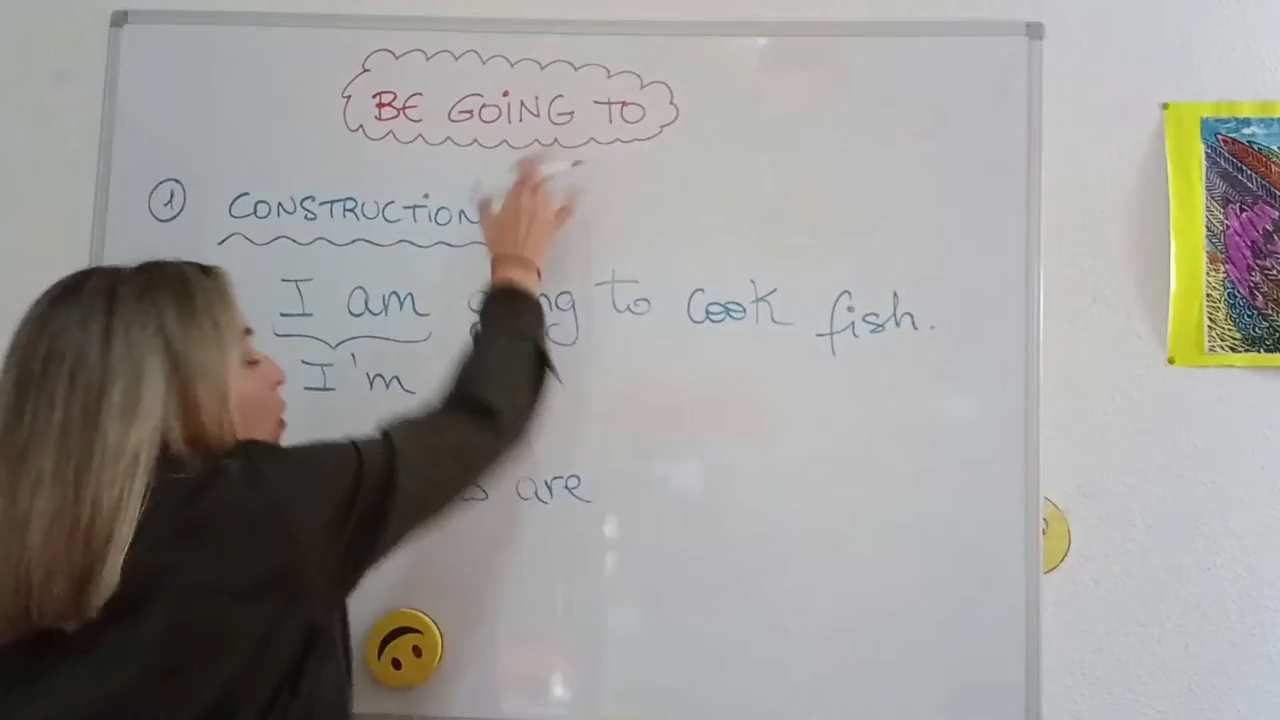 BE GOING TO
① CONSTRUCTION
I am going to cook fish.
I'm
are